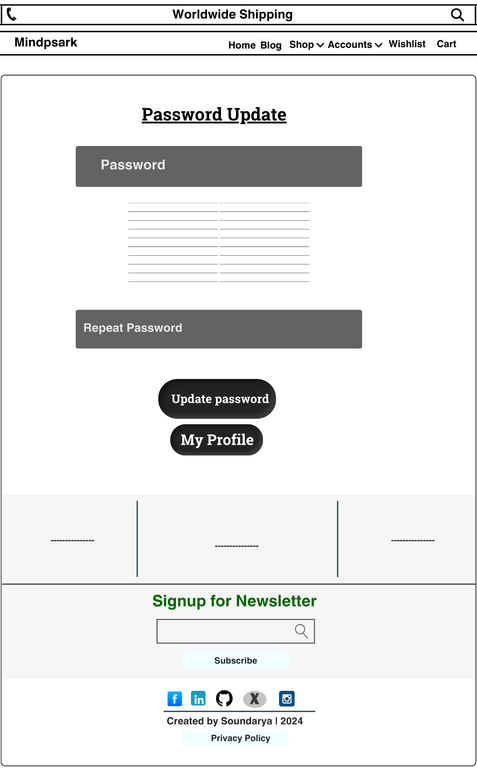 Worldwide Shipping
Mindpsark
Home Blog Shop Accounts Wishlist Cart
Password Update
Password
Repeat Password
Update password
My Profile
---------------
---------------
---------------
Signup for Newsletter
Subscribe
f in X
Created by Soundarya | 2024
Privacy Policy